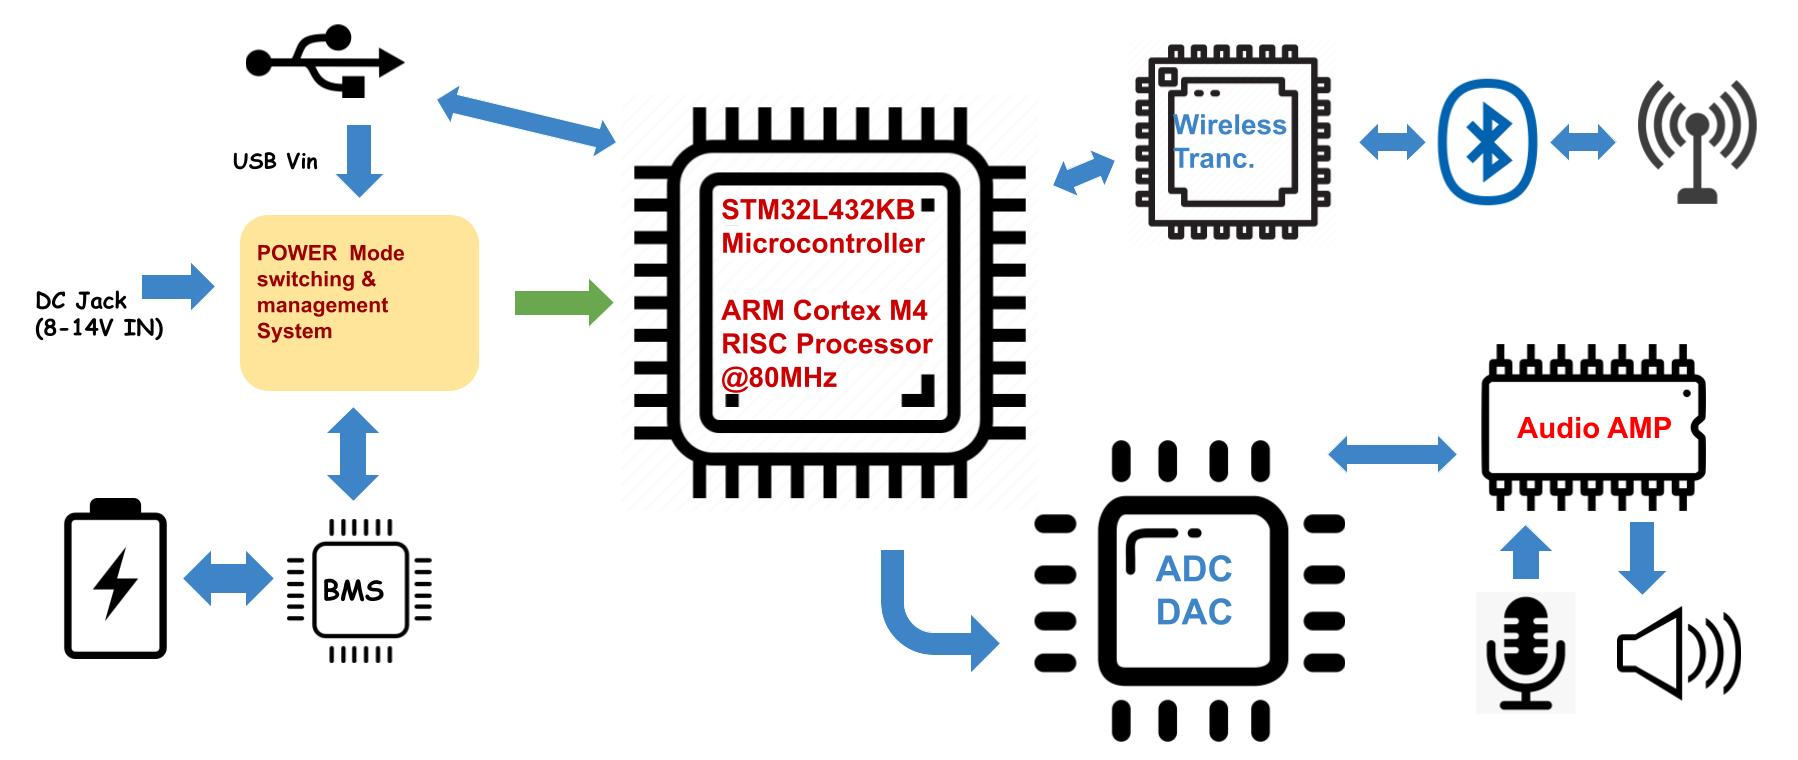 USB Vin
DC Jack
(8-14V IN)
POWER Mode
switching &
management
System
BMS
STM32L432KB
Microcontroller
ARM Cortex M4
RISC Processor
@80MHz
Wireless
Tranc.
ADC
DAC
Audio AMP